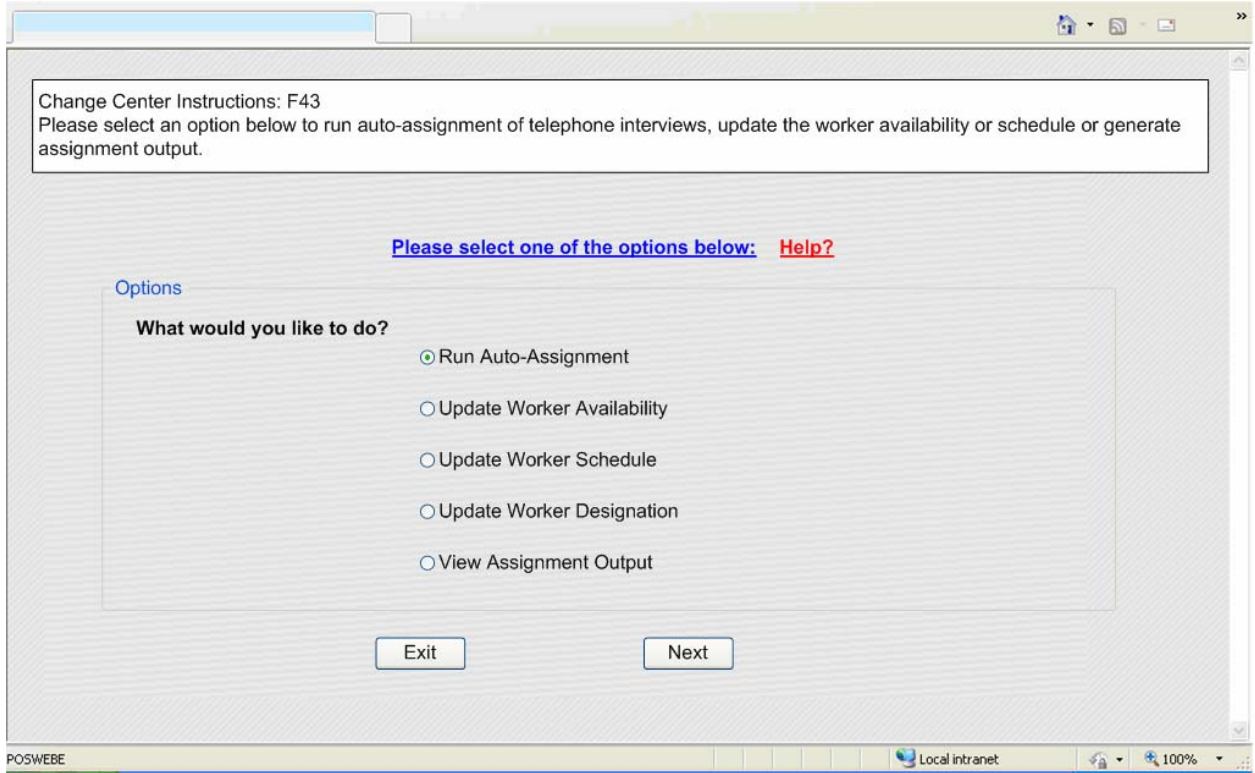 »
Change Center Instructions: F43
Please select an option below to run auto-assignment of telephone interviews, update the worker availability or schedule or generate
assignment output.
Please select one of the options below: Help?
Options
What would you like to do?
Run Auto-Assignment
Update Worker Availability
Update Worker Schedule
Update Worker Designation
View Assignment Output
Exit Next
POSWEBE Local intranet 100%